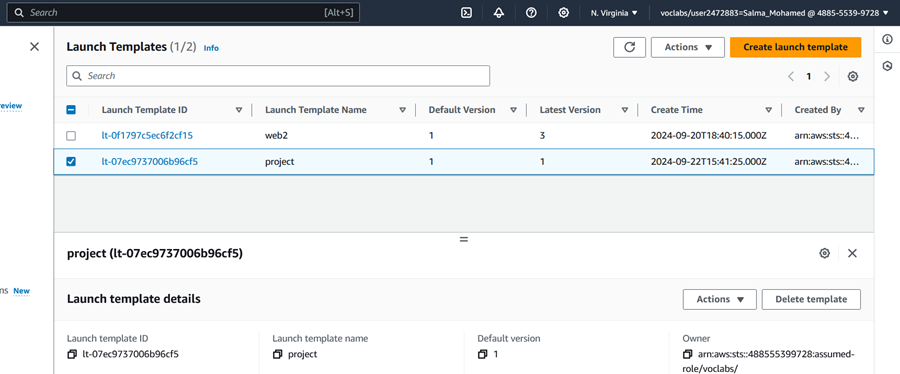 Search [Alt+S] N. Virginia voclabs/user2472883=Salma_Mohamed @ 4885-5539-9728
Launch Templates (1/2) Info Actions Create launch template
Search 1
review
Launch Template ID Launch Template Name Default Version Latest Version Create Time Created By
lt-0f1797c5ec6f2cf15 web2 1 3 2024-09-20T18:40:15.000Z arn:aws:sts::4...
lt-07ec9737006b96cf5 project 1 1 2024-09-22T15:41:25.000Z arn:aws:sts::4...
project (lt-07ec9737006b96cf5)
ns New
Launch template details Actions Delete template
Launch template ID Launch template name Default version Owner
lt-07ec9737006b96cf5 project 1 arn:aws:sts::488555399728:assumed-
role/voclabs/